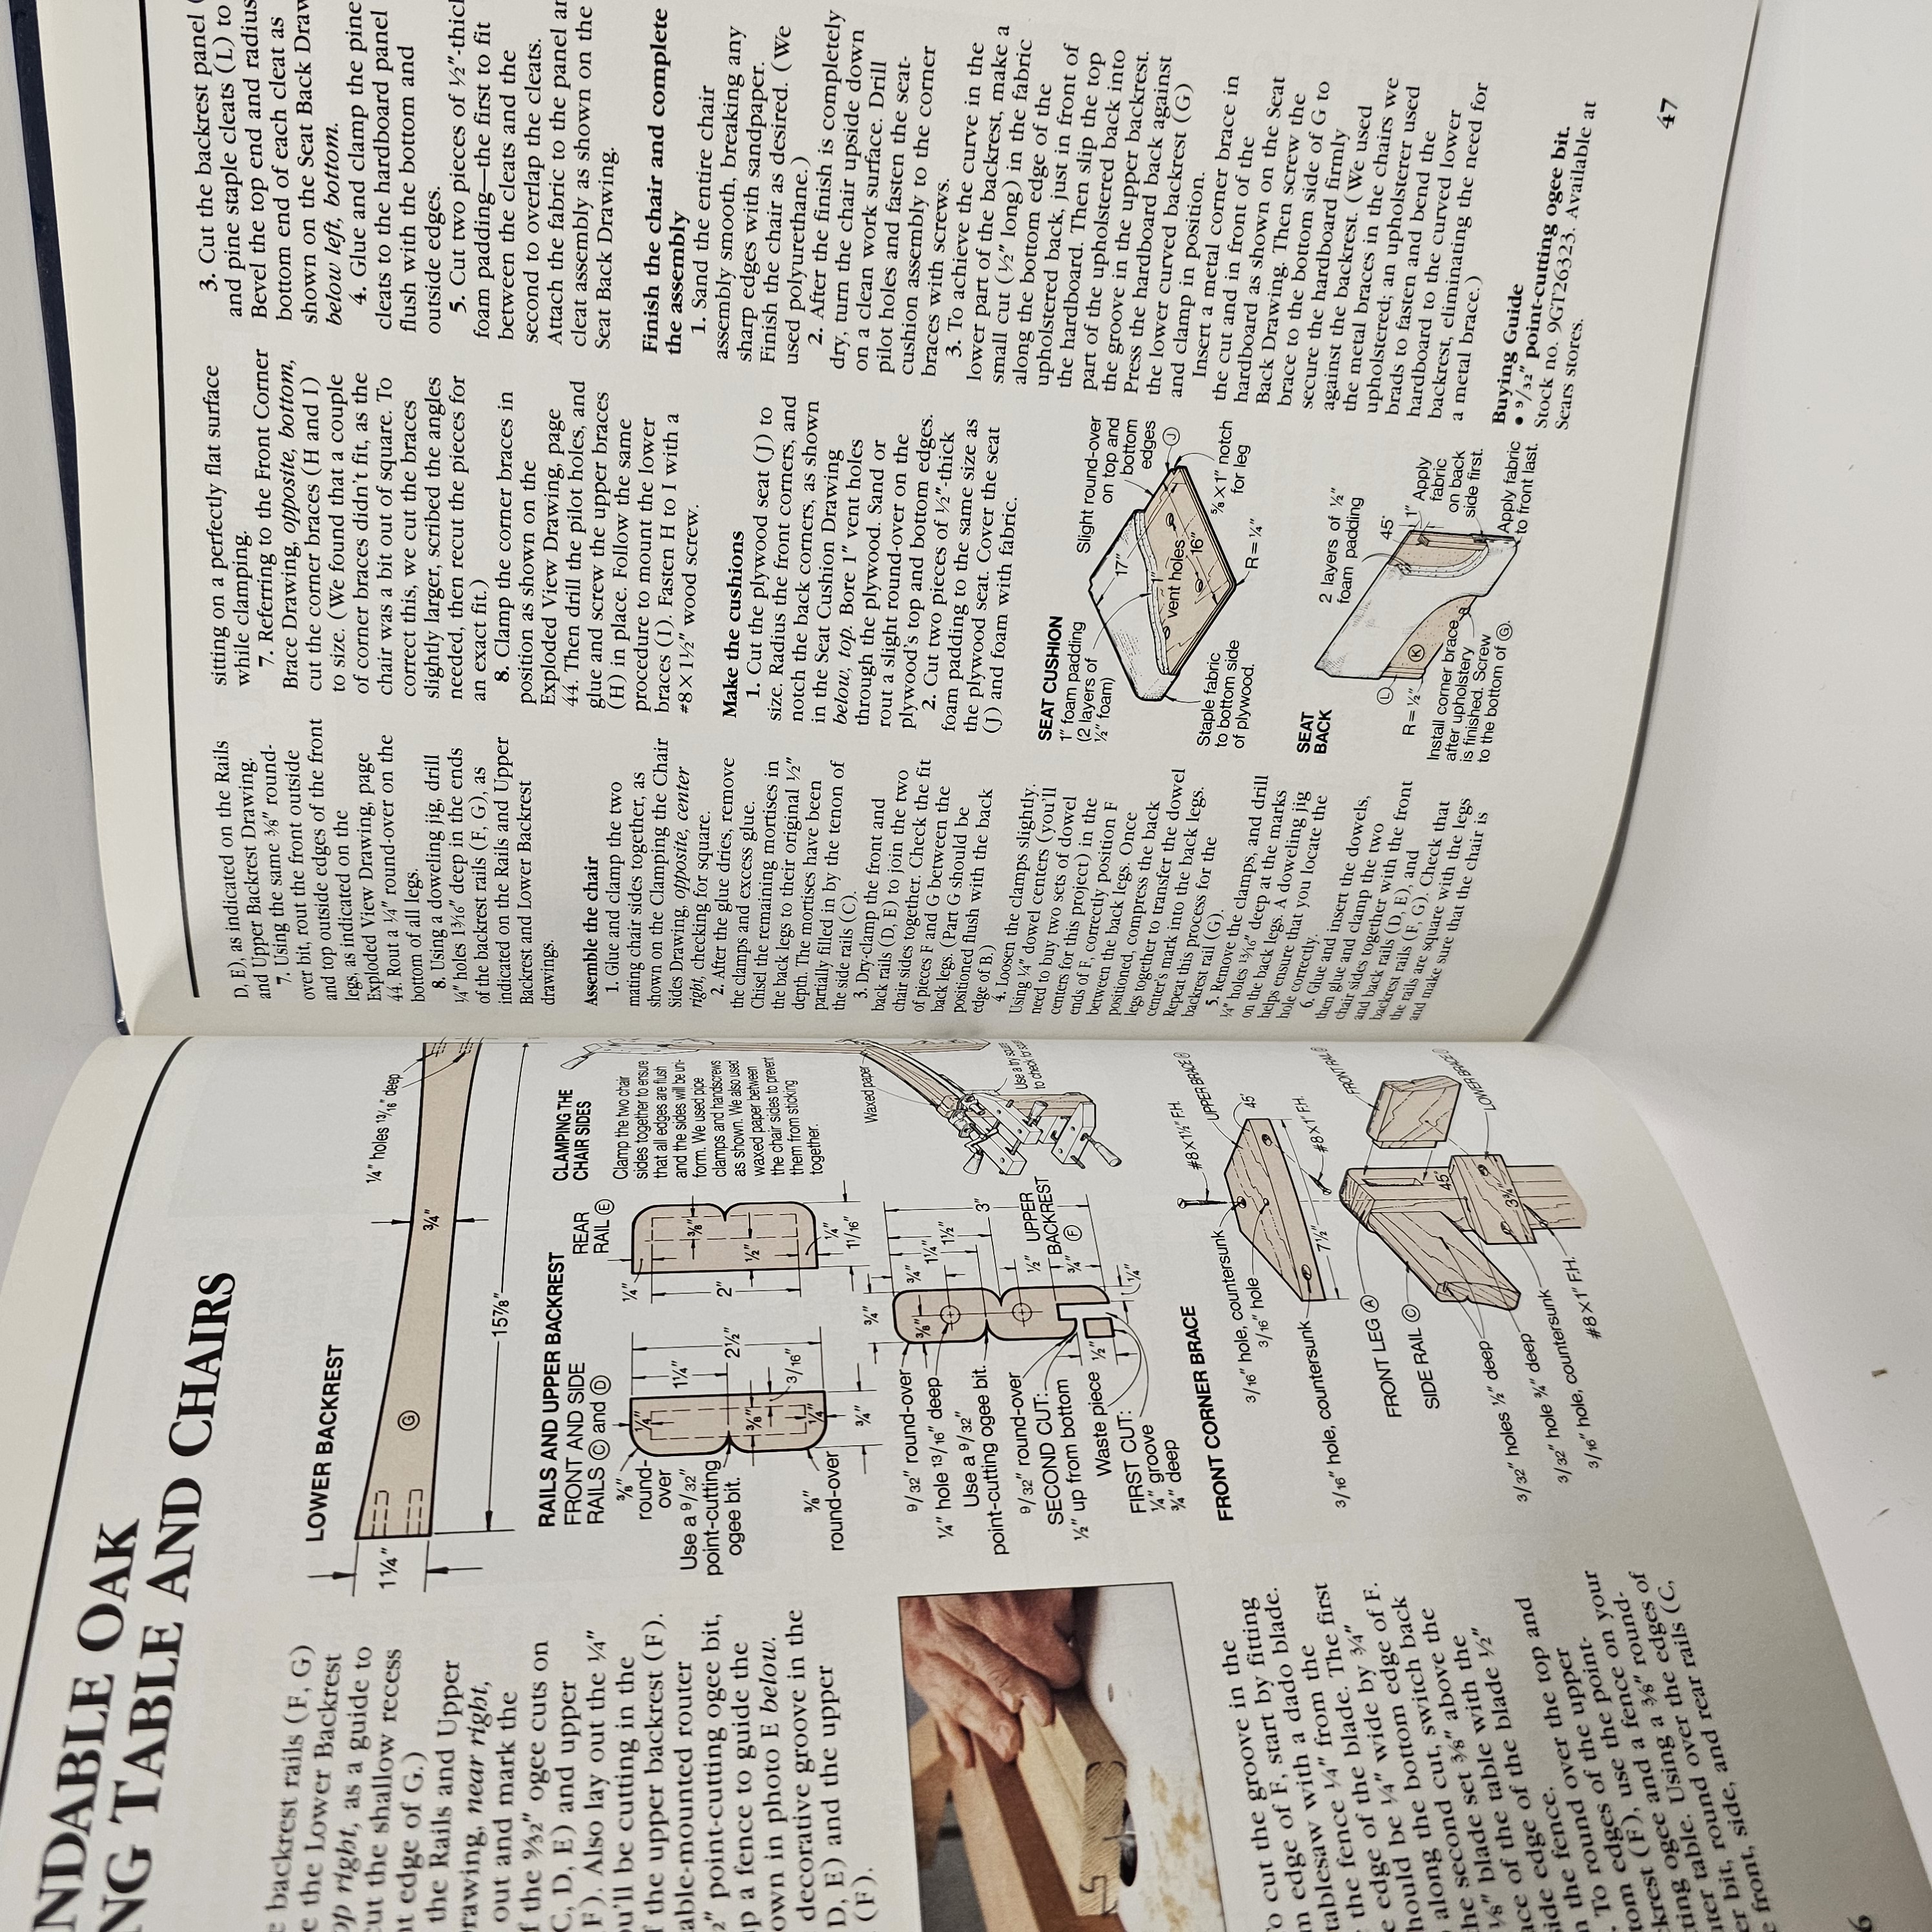 NDABLE OAK
NG TABLE AND CHAIRS
backrest rails (F, G)
e the Lower Backrest
op right, as a guide to
cut the shallow recess
nt edge of G.)
the Rails and Upper
rawing, near right,
out and mark the
f the 9/32" ogee cuts on
C, D, E) and upper
F). Also lay out the 1/4"
ou'll be cutting in the
f the upper backrest (F).
able-mounted router
2" point-cutting ogee bit,
up a fence to guide the
own in photo E below.
decorative groove in the
D, E) and the upper
(F).
To cut the groove in the
m edge of F, start by fitting
tablesaw with a dado blade.
the fence 1/4" from the
e edge of the blade. The first
hould be 1/4" wide by 3/4"
along the bottom edge of F.
he second cut, switch back
1/8" blade set 3/8" above the
ace of the table with the
side edge of the blade 1/2"
n the fence.
. To round over the top and
tom edges of the upper
ckrest (F), use the point-
tting ogee and a fence on your
uter table. Using a 3/8" round-
er bit, round over the edges of
e front, side, and rear rails (C,
6
LOWER BACKREST
1 1/4"
G
3/4"
1/4" holes 13/16" deep
15 7/8"
RAILS AND UPPER BACKREST
FRONT AND SIDE
RAILS C and D
REAR
RAIL E
3/8"
round-
over
1/4"
Use a 9/32"
point-cutting
ogee bit.
1 1/4"
2 1/2"
3/8"
3/16"
1/4"
3/8"
round-over
3/4"
1/4"
3/8"
2"
1/2"
1/4"
1 1/16"
CLAMPING THE
CHAIR SIDES
Clamp the two chair
sides together to ensure
that all edges are flush
and the sides will be uni-
form. We used pipe
clamps and handscrews
as shown. We also used
waxed paper between
the chair sides to prevent
them from sticking
together.
Waxed paper
Use a try square
to check for square
3/4"
9/32" round-over
3/8"
3/4"
1/4" hole 13/16" deep
1 1/4"
1 1/2"
Use a 9/32"
point-cutting ogee bit.
3"
9/32" round-over
SECOND CUT:
1/2" up from bottom
1/2"
UPPER
BACKREST
F
3/4"
Waste piece
1/2"
FIRST CUT:
1/4" groove
3/4" deep
1/4"
FRONT CORNER BRACE
#8×1 1/2" F.H.
UPPER BRACE H
3/16" hole, countersunk
3/16" hole
45°
3/16" hole, countersunk
7 1/2"
#8×1" F.H.
FRONT LEG A
FRONT RAIL D
SIDE RAIL C
45°
LOWER BRACE I
3/32" holes 1/2" deep
3 3/4"
3/32" hole 3/4" deep
3/16" hole, countersunk
#8×1" F.H.
D, E), as indicated on the Rails
and Upper Backrest Drawing.
7. Using the same 3/8" round-
over bit, rout the front outside
and top outside edges of the front
legs, as indicated on the
Exploded View Drawing, page
44. Rout a 1/4" round-over on the
bottom of all legs.
8. Using a doweling jig, drill
1/4" holes 13/16" deep in the ends
of the backrest rails (F, G), as
indicated on the Rails and Upper
Backrest and Lower Backrest
drawings.
Assemble the chair
1. Glue and clamp the two
mating chair sides together, as
shown on the Clamping the Chair
Sides Drawing, opposite, center
right, checking for square.
2. After the glue dries, remove
the clamps and excess glue.
Chisel the remaining mortises in
the back legs to their original 1/2"
depth. The mortises have been
partially filled in by the tenon of
the side rails (C).
3. Dry-clamp the front and
back rails (D, E) to join the two
chair sides together. Check the fit
of pieces F and G between the
back legs. (Part G should be
positioned flush with the back
edge of B.)
4. Loosen the clamps slightly.
Using 1/4" dowel centers (you'll
need to buy two sets of dowel
centers for this project) in the
ends of F, correctly position F
between the back legs. Once
positioned, compress the back
legs together to transfer the dowel
center's mark into the back legs.
Repeat this process for the
backrest rail (G).
5. Remove the clamps, and drill
1/4" holes 13/16" deep at the marks
on the back legs. A doweling jig
helps ensure that you locate the
hole correctly.
6. Glue and insert the dowels,
then glue and clamp the two
chair sides together with the front
and back rails (D, E), and
backrest rails (F, G). Check that
the rails are square with the legs
and make sure that the chair is
sitting on a perfectly flat surface
while clamping.
7. Referring to the Front Corner
Brace Drawing, opposite, bottom,
cut the corner braces (H and I)
to size. (We found that a couple
of corner braces didn't fit, as the
chair was a bit out of square. To
correct this, we cut the braces
slightly larger, scribed the angles
needed, then recut the pieces for
an exact fit.)
8. Clamp the corner braces in
position as shown on the
Exploded View Drawing, page
44. Then drill the pilot holes, and
glue and screw the upper braces
(H) in place. Follow the same
procedure to mount the lower
braces (I). Fasten H to I with a
#8×1 1/2" wood screw.
Make the cushions
1. Cut the plywood seat (J) to
size. Radius the front corners, and
notch the back corners, as shown
in the Seat Cushion Drawing
below, top. Bore 1" vent holes
through the plywood. Sand or
rout a slight round-over on the
plywood's top and bottom edges.
2. Cut two pieces of 1/2"-thick
foam padding to the same size as
the plywood seat. Cover the seat
(J) and foam with fabric.
SEAT CUSHION
1" foam padding
(2 layers of
1/2" foam)
Slight round-over
on top and
bottom
edges
17"
1"
vent holes
16"
J
Staple fabric
to bottom side
of plywood.
5/8×1" notch
for leg
R=1/4"
SEAT
BACK
2 layers of 1/2"
foam padding
L
45°
R=1/2"
K
1"
Apply
fabric
on back
side first.
Install corner brace
after upholstery
is finished. Screw
to the bottom of G.
Apply fabric
to front last.
3. Cut the backrest panel (
and pine staple cleats (L) to
Bevel the top end and radius
bottom end of each cleat as
shown on the Seat Back Draw
below left, bottom.
4. Glue and clamp the pine
cleats to the hardboard panel
flush with the bottom and
outside edges.
5. Cut two pieces of 1/2"-thick
foam padding—the first to fit
between the cleats and the
second to overlap the cleats.
Attach the fabric to the panel an
cleat assembly as shown on the
Seat Back Drawing.
Finish the chair and complete
the assembly
1. Sand the entire chair
assembly smooth, breaking any
sharp edges with sandpaper.
Finish the chair as desired. (We
used polyurethane.)
2. After the finish is completely
dry, turn the chair upside down
on a clean work surface. Drill
pilot holes and fasten the seat-
cushion assembly to the corner
braces with screws.
3. To achieve the curve in the
lower part of the backrest, make a
small cut (1/2" long) in the fabric
along the bottom edge of the
upholstered back, just in front of
the hardboard. Then slip the top
part of the upholstered back into
the groove in the upper backrest.
Press the hardboard back against
the lower curved backrest (G)
and clamp in position.
Insert a metal corner brace in
the cut and in front of the
hardboard as shown on the Seat
Back Drawing. Then screw the
brace to the bottom side of G to
secure the hardboard firmly
against the backrest. (We used
the metal braces in the chairs we
upholstered; an upholsterer used
brads to fasten and bend the
hardboard to the curved lower
backrest, eliminating the need for
a metal brace.)
Buying Guide
• 9/32" point-cutting ogee bit.
Stock no. 9GT26323. Available at
Sears stores.
47